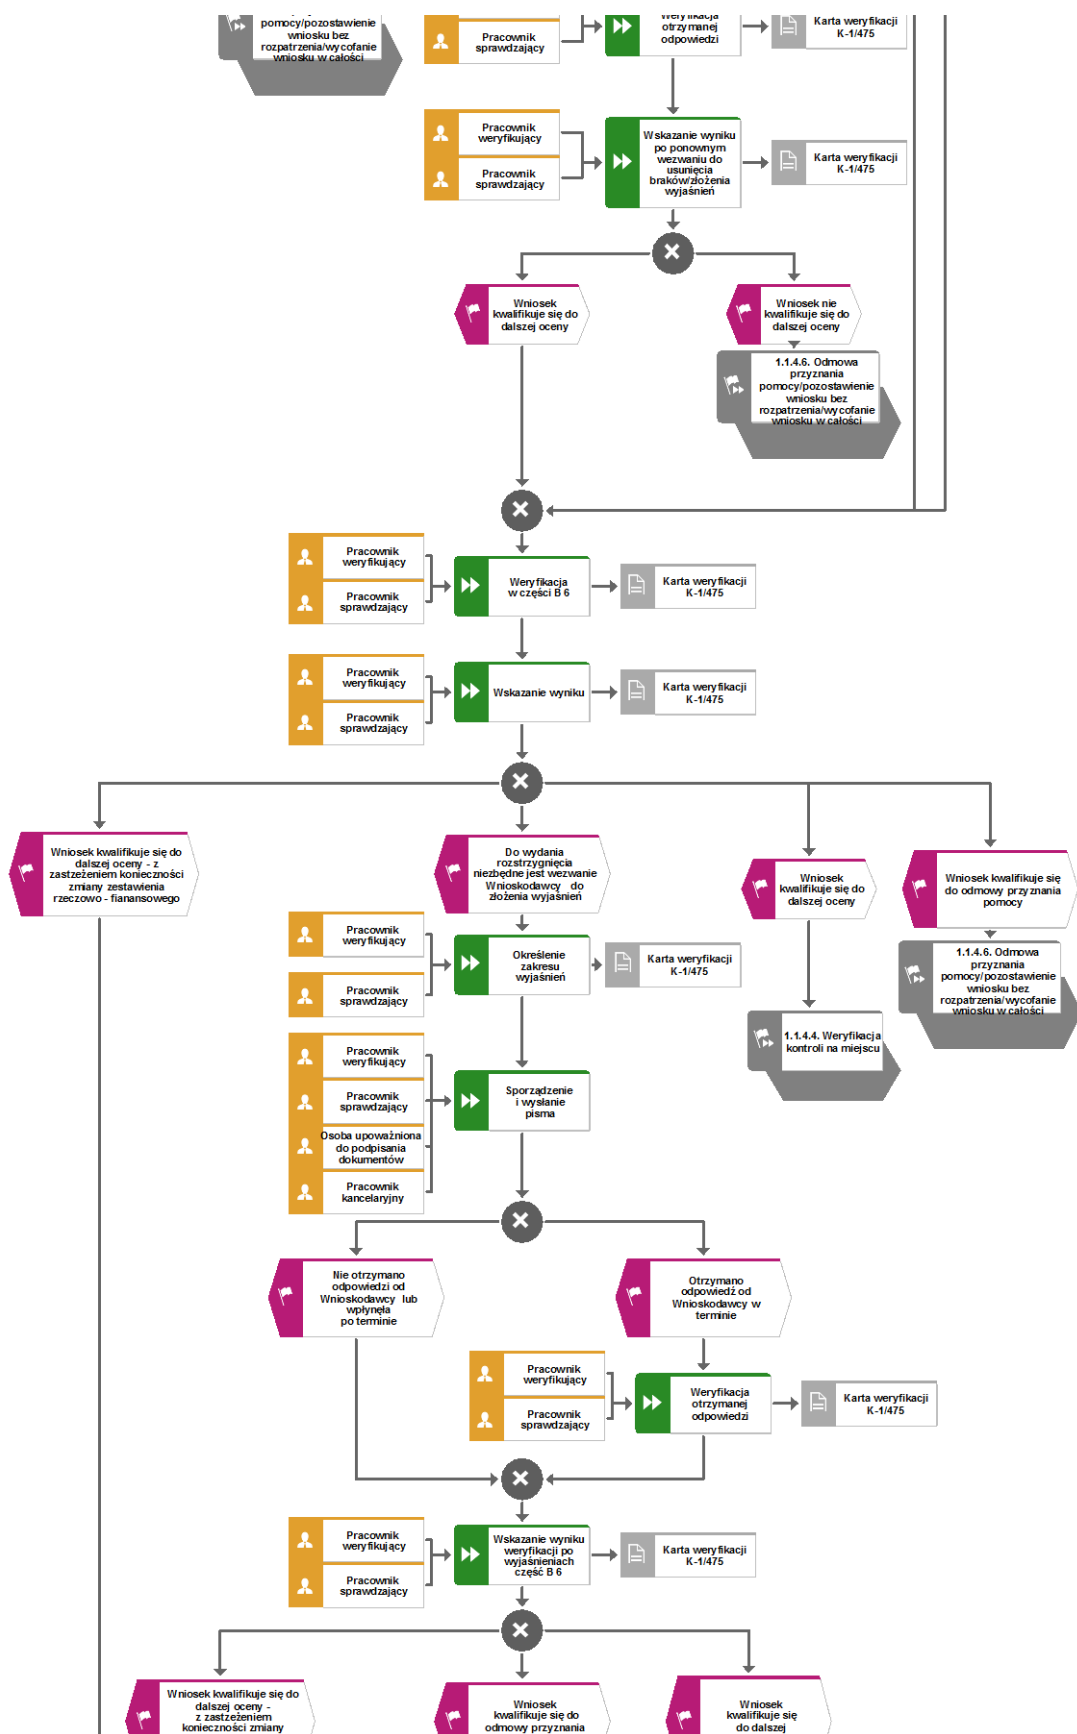 pomocy/pozostawienie
wniosku bez
rozpatrzenia/wycofanie
wniosku w całości
Pracownik
sprawdzający
Weryfikacja
otrzymanej
odpowiedzi
Karta weryfikacji
K-1/475
Pracownik
weryfikujący
Pracownik
sprawdzający
Wskazanie wyniku
po ponownym
wezwaniu do
usunięcia
braków/złożenia
wyjaśnień
Karta weryfikacji
K-1/475
Wniosek
kwalifikuje się do
dalszej oceny
Wniosek nie
kwalifikuje się do
dalszej oceny
1.1.4.6. Odmowa
przyznania
pomocy/pozostawienie
wniosku bez
rozpatrzenia/wycofanie
wniosku w całości
Pracownik
weryfikujący
Pracownik
sprawdzający
Weryfikacja
w części B 6
Karta weryfikacji
K-1/475
Pracownik
weryfikujący
Pracownik
sprawdzający
Wskazanie wyniku
Karta weryfikacji
K-1/475
Wniosek kwalifikuje się do
dalszej oceny - z
zastzeżeniem konieczności
zmiany zestawienia
rzeczowo - fianansowego
Do wydania
rozstrzygnięcia
niezbędne jest wezwanie
Wnioskodawcy do
złożenia wyjaśnień
Wniosek
kwalifikuje się do
dalszej oceny
Wniosek kwalifikuje się
do odmowy przyznania
pomocy
Pracownik
weryfikujący
Pracownik
sprawdzający
Określenie
zakresu
wyjaśnień
Karta weryfikacji
K-1/475
1.1.4.4. Weryfikacja
kontroli na miejscu
1.1.4.6. Odmowa
przyznania
pomocy/pozostawienie
wniosku bez
rozpatrzenia/wycofanie
wniosku w całości
Pracownik
weryfikujący
Pracownik
sprawdzający
Osoba upoważniona
do podpisania
dokumentów
Pracownik
kancelaryjny
Sporządzenie
i wysłanie
pisma
Nie otrzymano
odpowiedzi od
Wnioskodawcy lub
wpłynęła
po terminie
Otrzymano
odpowiedź od
Wnioskodawcy w
terminie
Pracownik
weryfikujący
Pracownik
sprawdzający
Weryfikacja
otrzymanej
odpowiedzi
Karta weryfikacji
K-1/475
Pracownik
weryfikujący
Pracownik
sprawdzający
Wskazanie wyniku
weryfikacji po
wyjaśnieniach
część B 6
Karta weryfikacji
K-1/475
Wniosek kwalifikuje się do
dalszej oceny -
z zastzeżeniem
konieczności zmiany
Wniosek
kwalifikuje się do
odmowy przyznania
Wniosek
kwalifikuje się
do dalszej